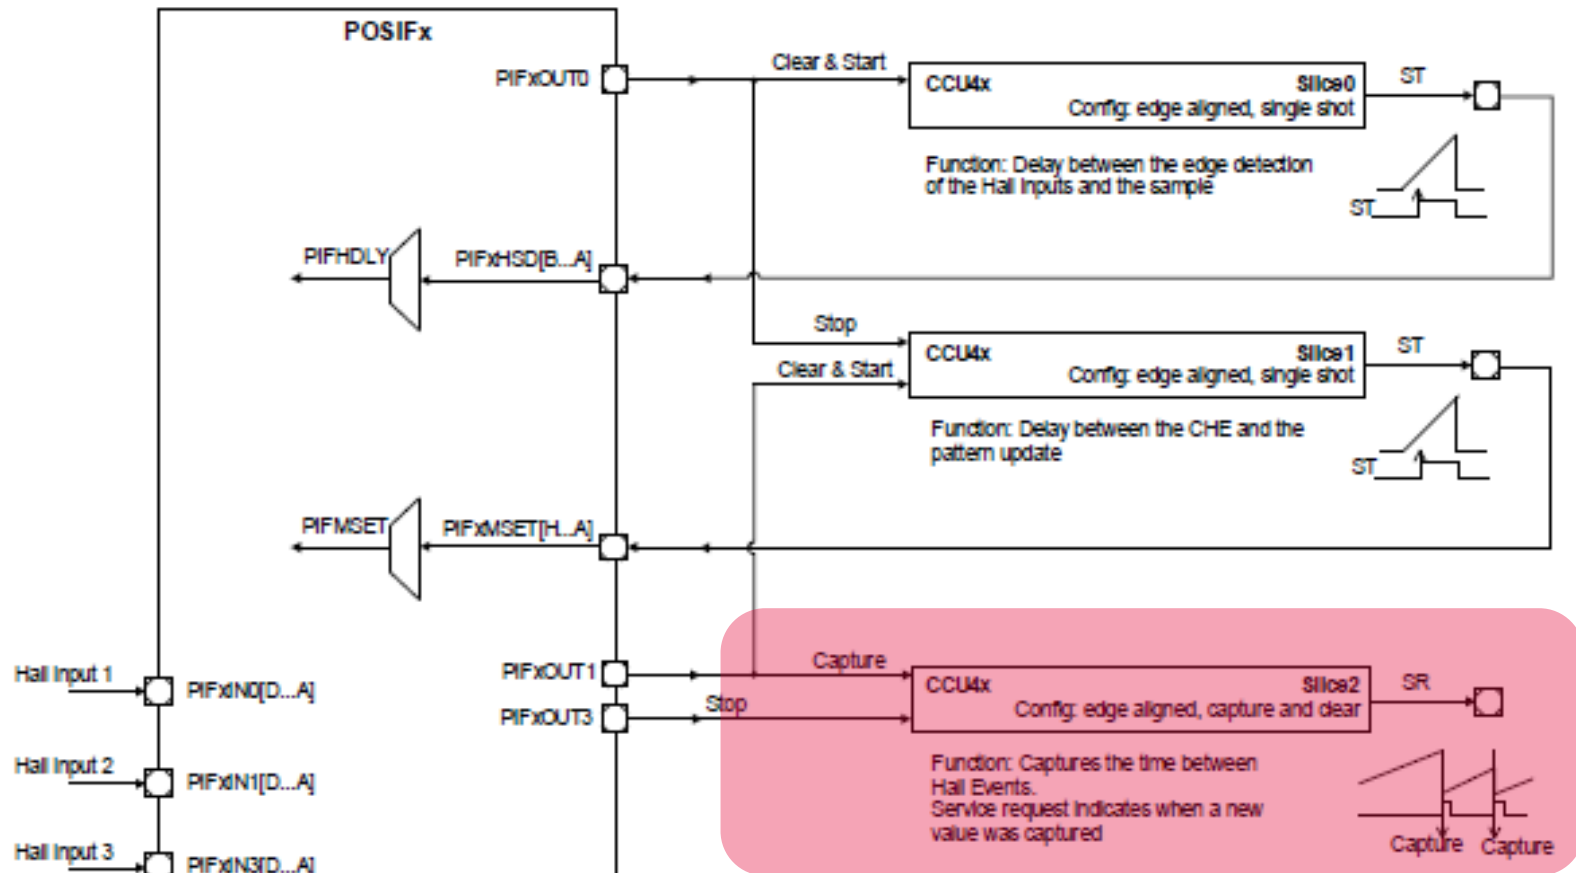 POSIFx
PIFxOUT0
Clear & Start
CCU4x
Slice0
Config: edge aligned, single shot
ST
Function: Delay between the edge detection
of the Hall Inputs and the sample
ST
PIFHDLY
PIFxHSD[B...A]
Stop
Clear & Start
CCU4x
Slice1
Config: edge aligned, single shot
ST
Function: Delay between the CHE and the
pattern update
ST
PIFMSET
PIFxMSET[H...A]
Hall Input 1
PIFxIN0[D...A]
PIFxOUT1
Capture
CCU4x
Slice2
Config: edge aligned, capture and clear
SR
PIFxOUT3
Stop
Hall Input 2
PIFxIN1[D...A]
Function: Captures the time between
Hall Events.
Service request indicates when a new
value was captured
Capture
Capture
Hall Input 3
PIFxIN3[D...A]